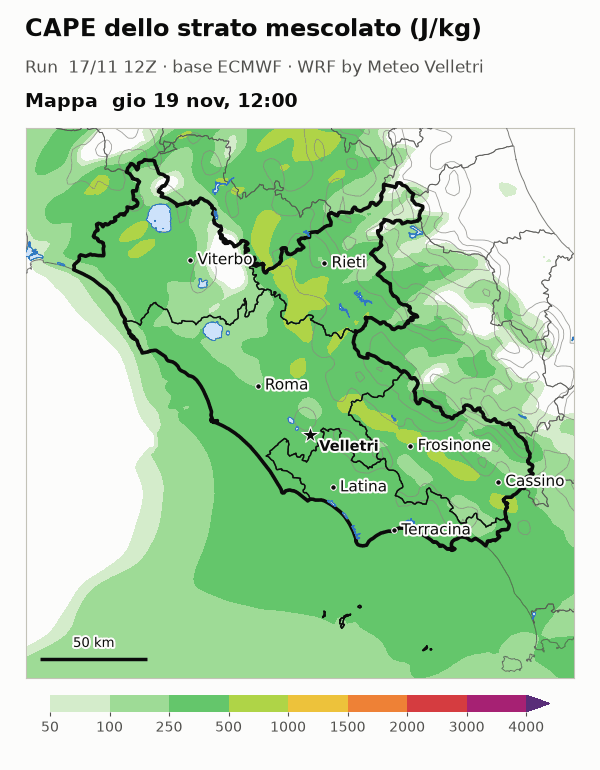 CAPE dello strato mescolato (J/kg)
Run  17/11 12Z · base ECMWF · WRF by Meteo Velletri
Mappa  gio 19 nov, 12:00
Viterbo
Rieti
Roma
Velletri
Frosinone
Cassino
Latina
Terracina
50 km
50 100 250 500 1000 1500 2000 3000 4000